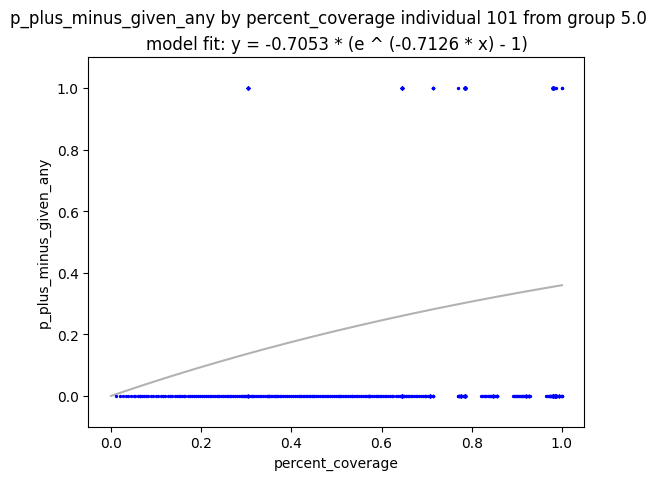 p_plus_minus_given_any by percent_coverage individual 101 from group 5.0
model fit: y = -0.7053 * (e ^ (-0.7126 * x) - 1)
1.0
0.8
0.6
0.4
0.2
0.0
p_plus_minus_given_any
0.0 0.2 0.4 0.6 0.8 1.0
percent_coverage